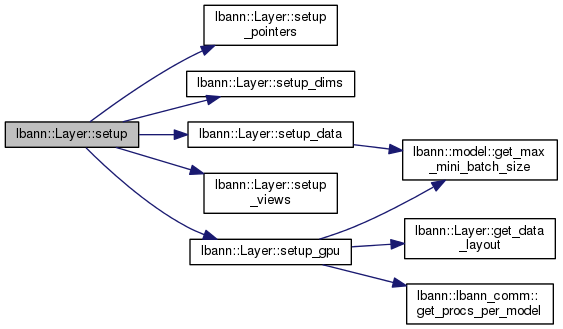 lbann::Layer::setup
lbann::Layer::setup
_pointers
lbann::Layer::setup_dims
lbann::Layer::setup_data
lbann::Layer::setup
_views
lbann::Layer::setup_gpu
lbann::model::get_max
_mini_batch_size
lbann::Layer::get_data
_layout
lbann::lbann_comm::
get_procs_per_model